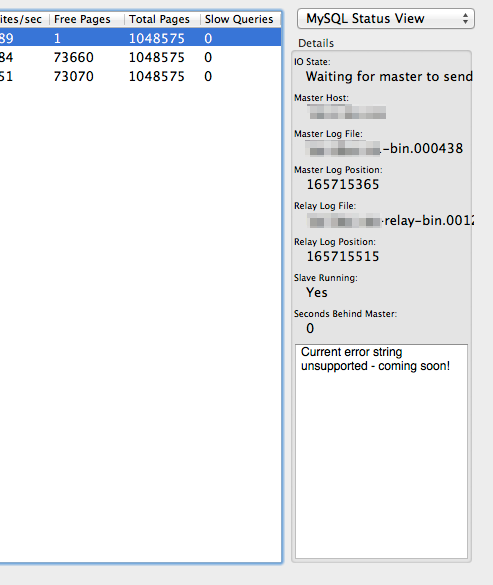 ites/sec Free Pages Total Pages Slow Queries
89 1 1048575 0
84 73660 1048575 0
51 73070 1048575 0
MySQL Status View
Details
IO State:
Waiting for master to send
Master Host:
Master Log File:
-bin.000438
Master Log Position:
165715365
Relay Log File:
-relay-bin.0012
Relay Log Position:
165715515
Slave Running:
Yes
Seconds Behind Master:
0
Current error string
unsupported - coming soon!